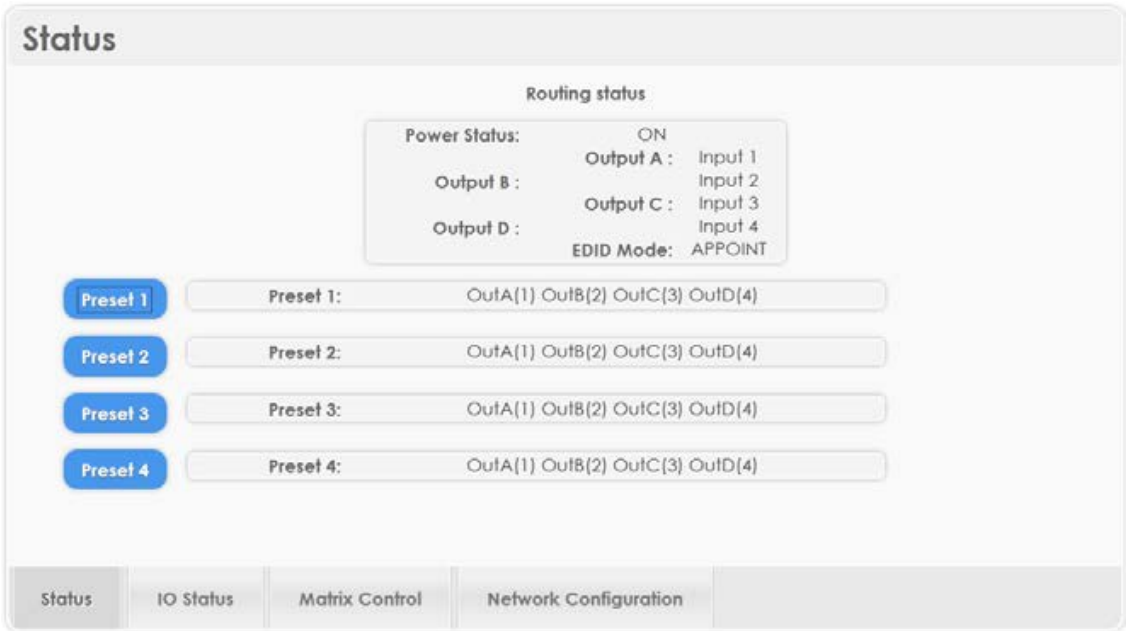 Status
Routing status
Power Status: ON
Output A : Input 1
Output B : Input 2
Output C : Input 3
Output D : Input 4
EDID Mode: APPOINT
Preset 1 Preset 1: OutA(1) OutB(2) OutC(3) OutD(4)
Preset 2 Preset 2: OutA(1) OutB(2) OutC(3) OutD(4)
Preset 3 Preset 3: OutA(1) OutB(2) OutC(3) OutD(4)
Preset 4 Preset 4: OutA(1) OutB(2) OutC(3) OutD(4)
Status IO Status Matrix Control Network Configuration